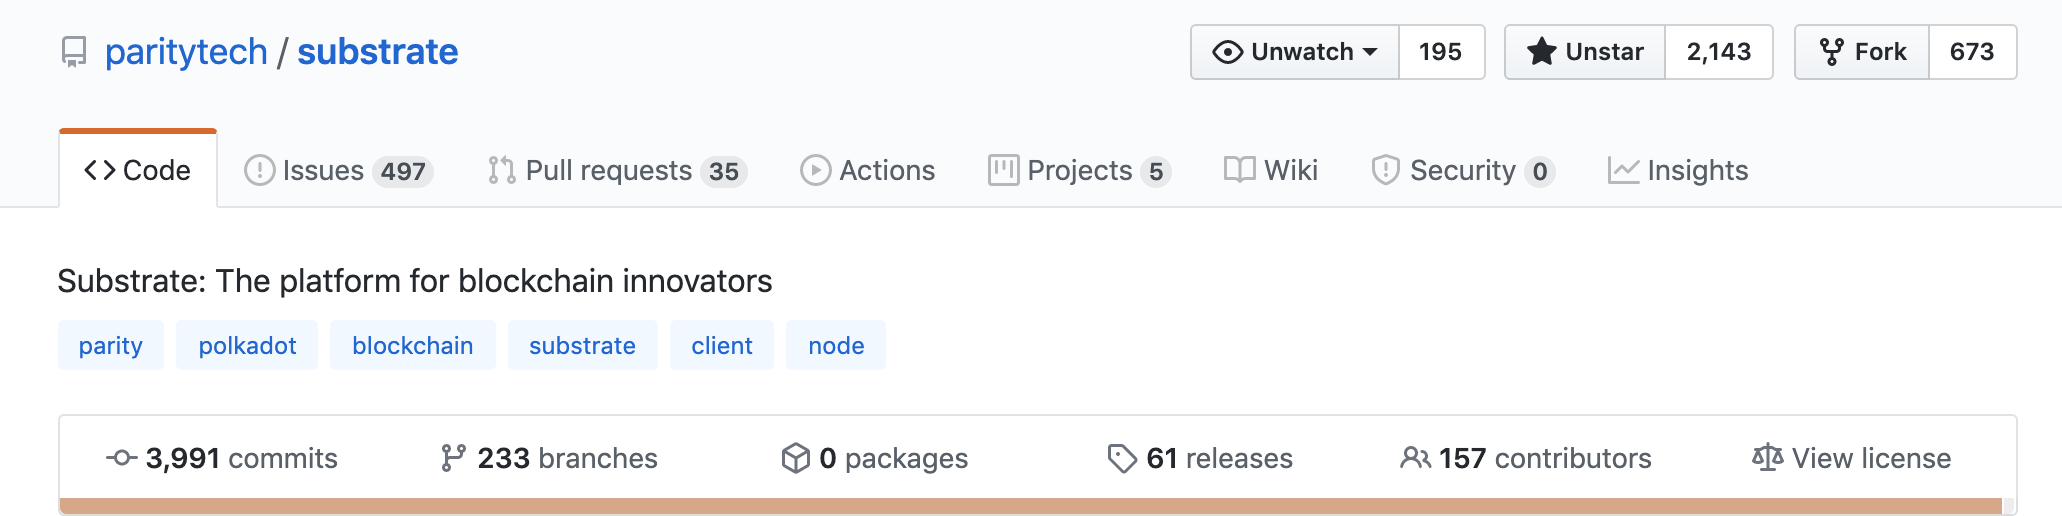 paritytech / substrate
Unwatch 195 Unstar 2,143 Fork 673
Code Issues 497 Pull requests 35 Actions Projects 5 Wiki Security 0 Insights
Substrate: The platform for blockchain innovators
parity polkadot blockchain substrate client node
3,991 commits 233 branches 0 packages 61 releases 157 contributors View license